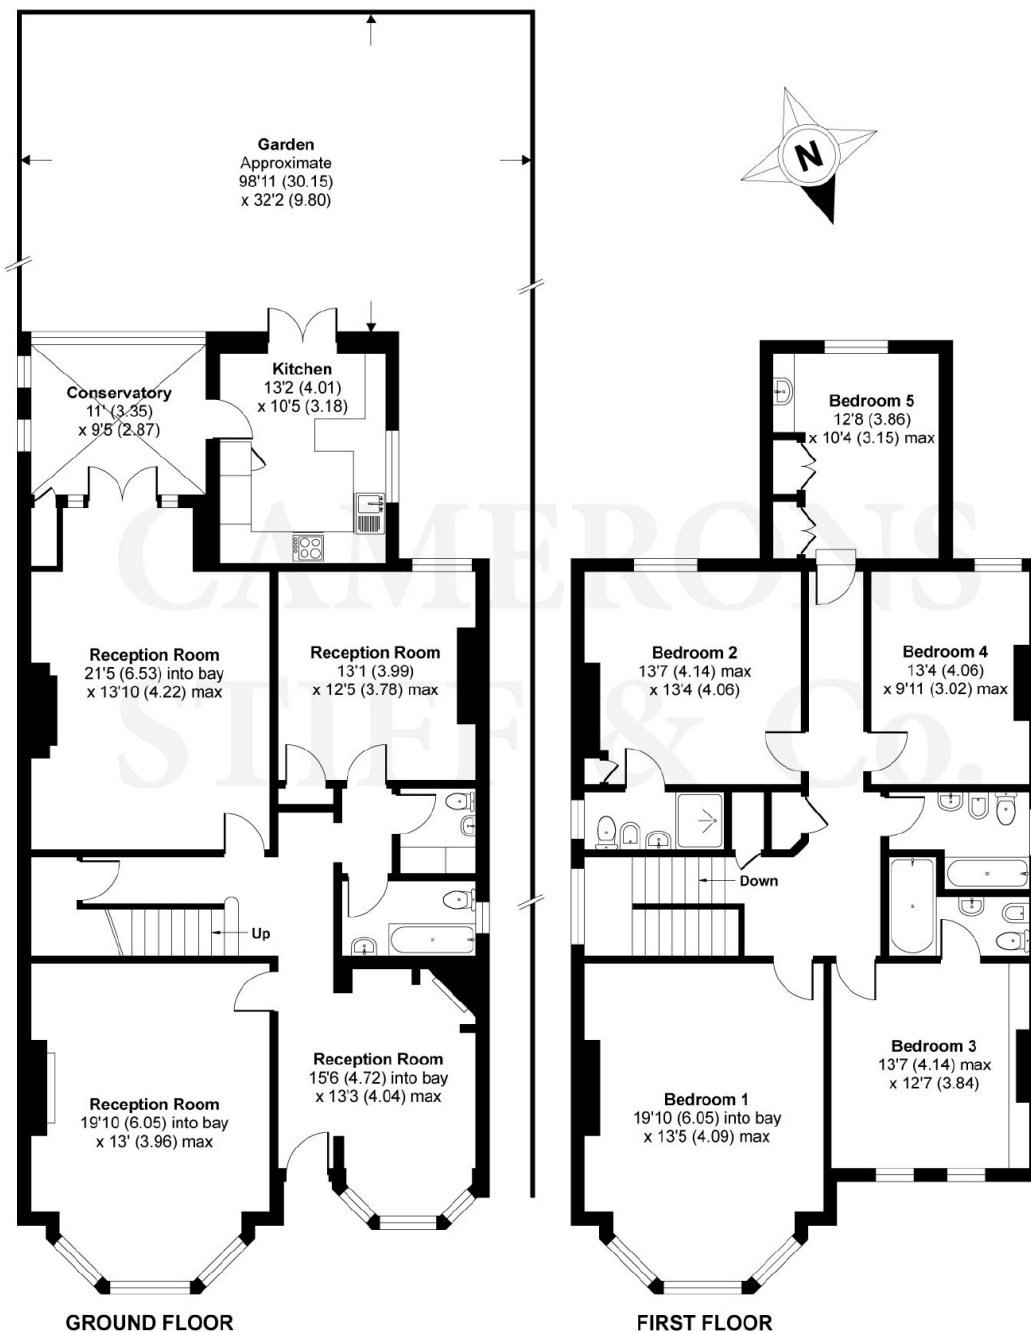 Garden
Approximate
98'11 (30.15)
x 32'2 (9.80)
N
Conservatory
11' (3.35)
x 9'5 (2.87)
Kitchen
13'2 (4.01)
x 10'5 (3.18)
Bedroom 5
12'8 (3.86)
x 10'4 (3.15) max
CAMERONS
STIFF & Co.
Reception Room
21'5 (6.53) into bay
x 13'10 (4.22) max
Reception Room
13'1 (3.99)
x 12'5 (3.78) max
Bedroom 2
13'7 (4.14) max
x 13'4 (4.06)
Bedroom 4
13'4 (4.06)
x 9'11 (3.02) max
Up
Down
Reception Room
19'10 (6.05) into bay
x 13' (3.96) max
Reception Room
15'6 (4.72) into bay
x 13'3 (4.04) max
Bedroom 1
19'10 (6.05) into bay
x 13'5 (4.09) max
Bedroom 3
13'7 (4.14) max
x 12'7 (3.84)
GROUND FLOOR
FIRST FLOOR